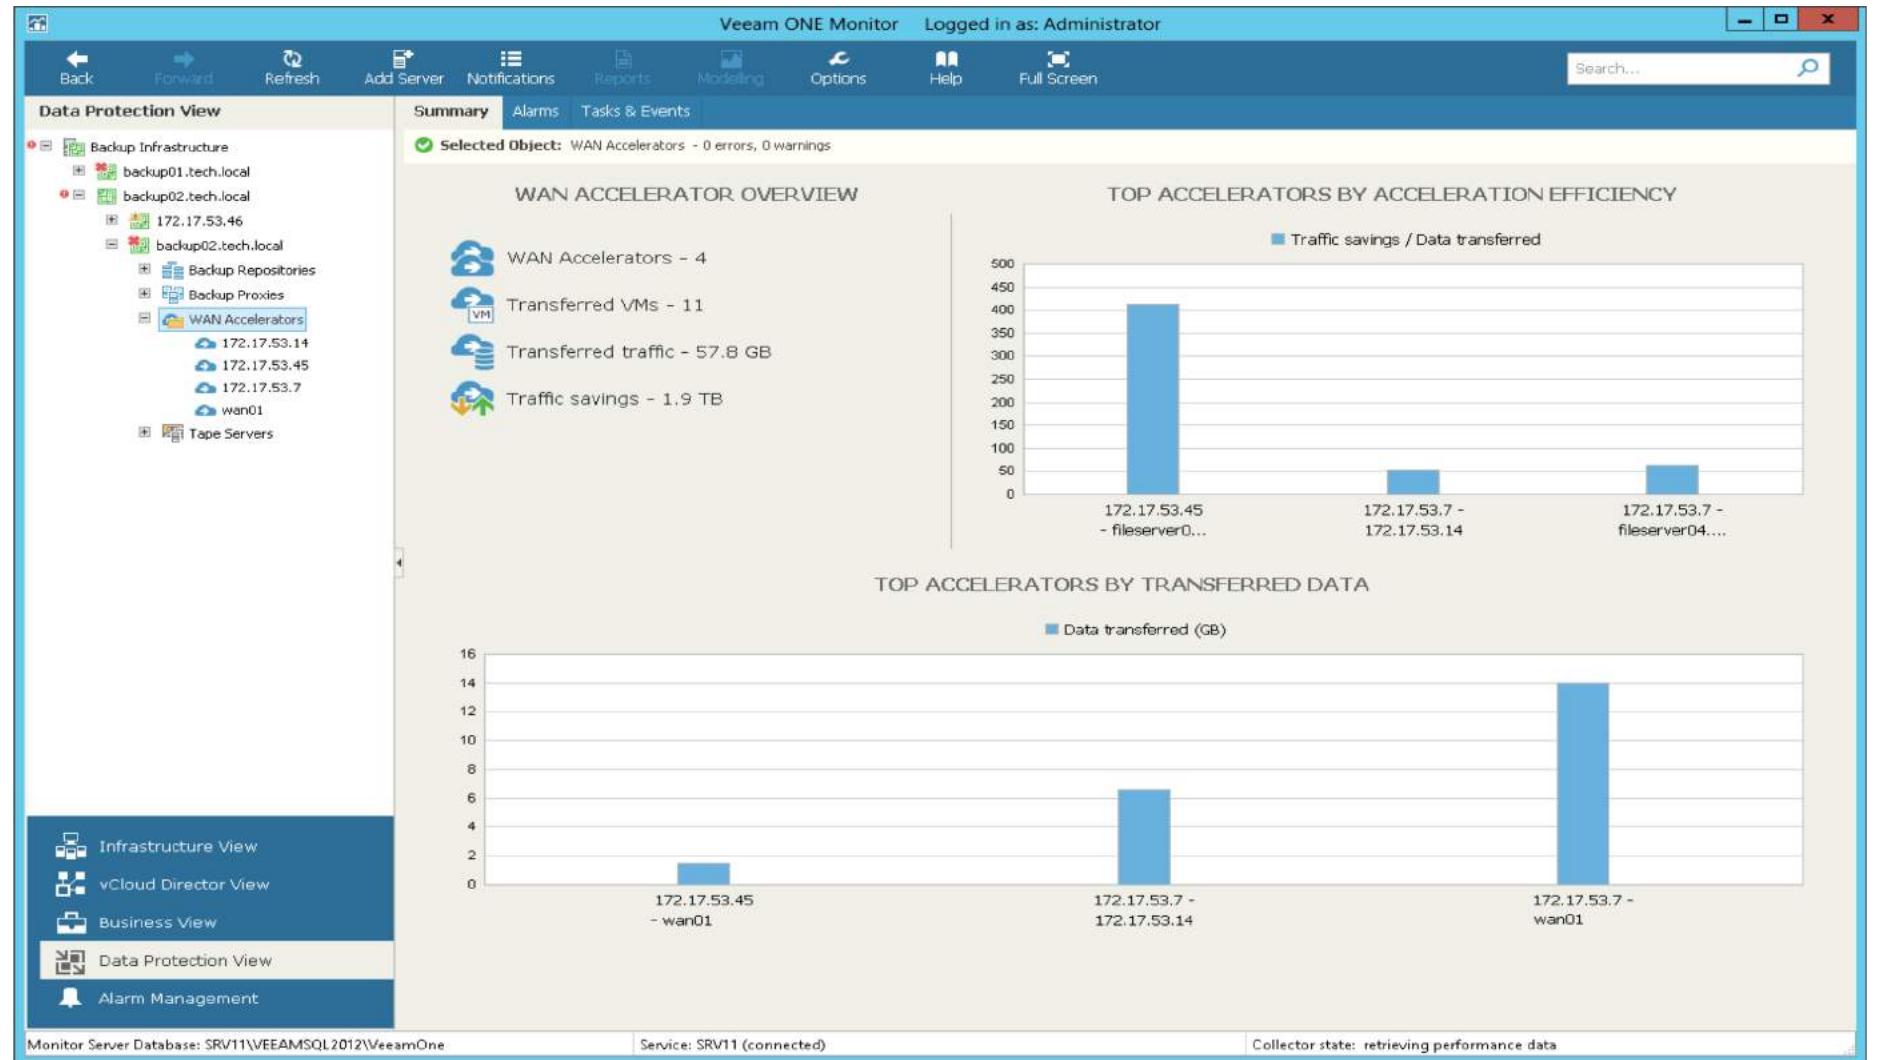 Veeam ONE Monitor Logged in as: Administrator
Back Forward Refresh Add Server Notifications Reports Modelling Options Help Full Screen Search...
Data Protection View
Summary Alarms Tasks & Events
Selected Object: WAN Accelerators - 0 errors, 0 warnings
Backup Infrastructure
backup01.tech.local
backup02.tech.local
172.17.53.46
backup02.tech.local
Backup Repositories
Backup Proxies
WAN Accelerators
172.17.53.14
172.17.53.45
172.17.53.7
wan01
Tape Servers
Infrastructure View
vCloud Director View
Business View
Data Protection View
Alarm Management
WAN ACCELERATOR OVERVIEW
WAN Accelerators - 4
VM
Transferred VMs - 11
Transferred traffic - 57.8 GB
Traffic savings - 1.9 TB
TOP ACCELERATORS BY ACCELERATION EFFICIENCY
Traffic savings / Data transferred
500
450
400
350
300
250
200
150
100
50
0
172.17.53.45
- fileserver0...
172.17.53.7 -
172.17.53.14
172.17.53.7 -
fileserver04....
TOP ACCELERATORS BY TRANSFERRED DATA
Data transferred (GB)
16
14
12
10
8
6
4
2
0
172.17.53.45
- wan01
172.17.53.7 -
172.17.53.14
172.17.53.7 -
wan01
Monitor Server Database: SRV11\VEEAMSQL2012\VeeamOne
Service: SRV11 (connected)
Collector state: retrieving performance data